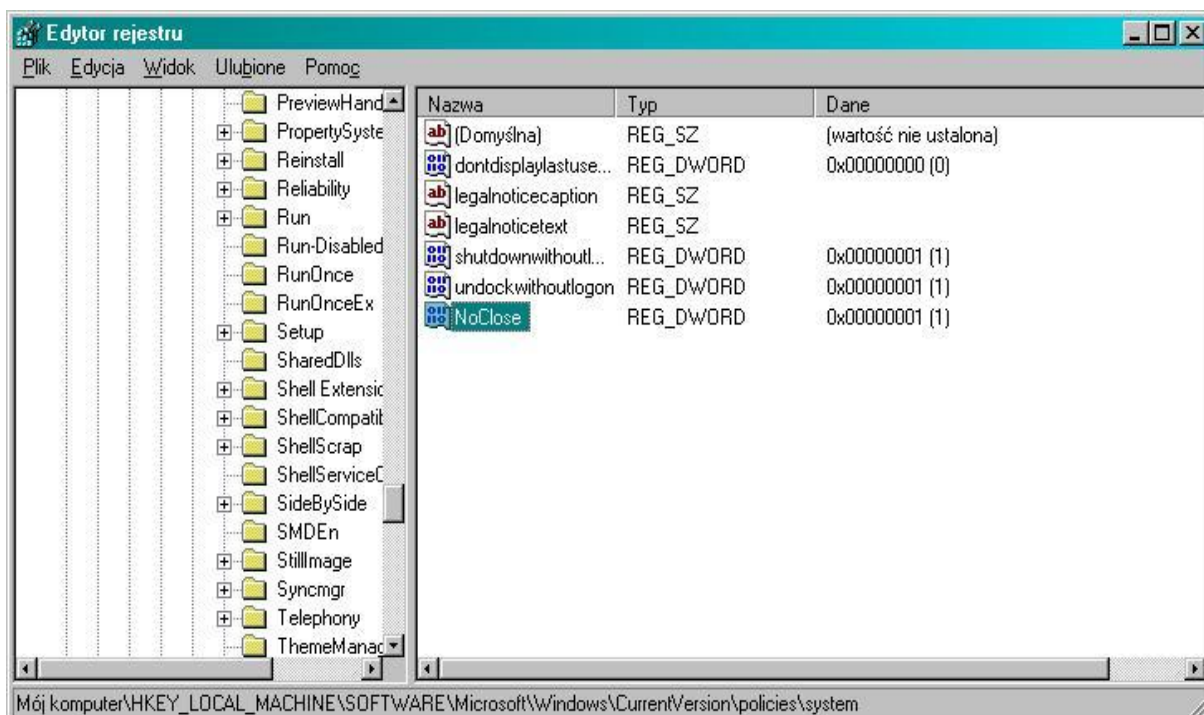 Edytor rejestru
Plik Edycja Widok Ulubione Pomoc
PreviewHand
PropertySyste
Reinstall
Reliability
Run
Run-Disabled
RunOnce
RunOnceEx
Setup
SharedDlls
Shell Extensic
ShellCompatit
ShellScrap
ShellServiceO
SideBySide
SMDEn
StillImage
Syncmgr
Telephony
ThemeManag
Nazwa Typ Dane
(Domyślna) REG_SZ (wartość nie ustalona)
dontdisplaylastuse... REG_DWORD 0x00000000 (0)
legalnoticecaption REG_SZ
legalnoticetext REG_SZ
shutdownwithoutl... REG_DWORD 0x00000001 (1)
undockwithoutlogon REG_DWORD 0x00000001 (1)
NoClose REG_DWORD 0x00000001 (1)
Mój komputer\HKEY_LOCAL_MACHINE\SOFTWARE\Microsoft\Windows\CurrentVersion\policies\system